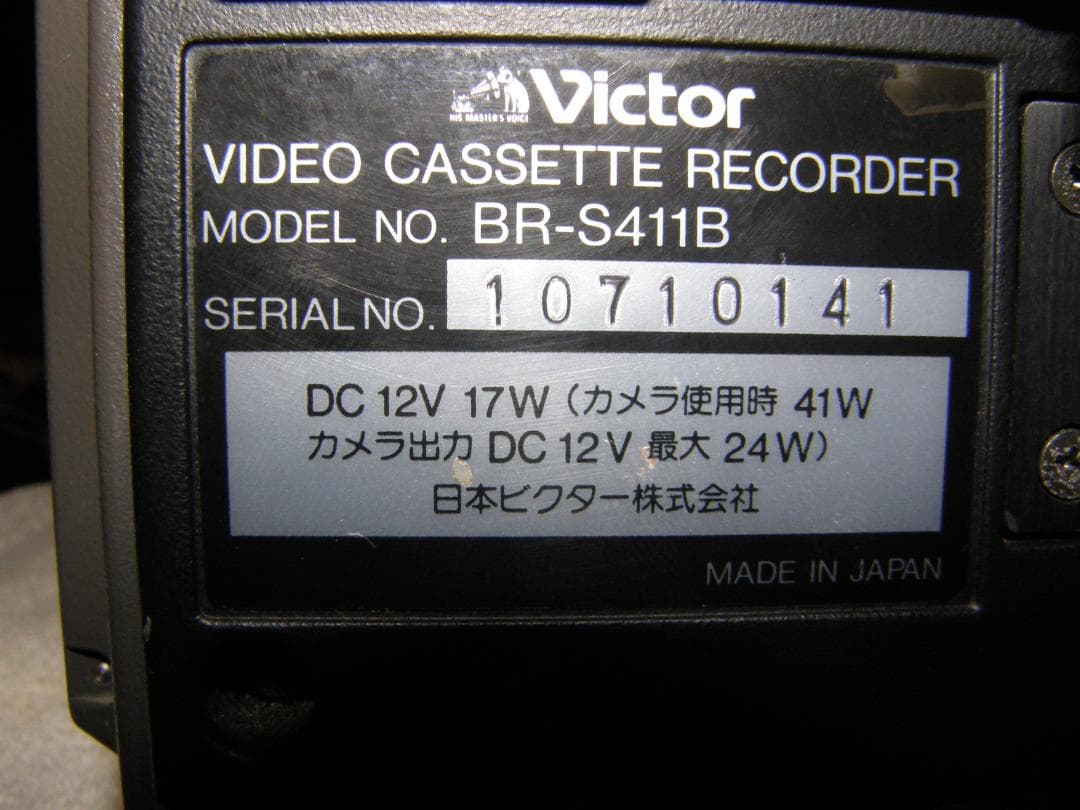 HIS MASTER'S VOICE
Victor
VIDEO CASSETTE RECORDER
MODEL NO. BR-S411B
SERIAL NO. 10710141
DC 12V 17W (カメラ使用時 41W
カメラ出力 DC 12V 最大 24W)
日本ビクター株式会社
MADE IN JAPAN